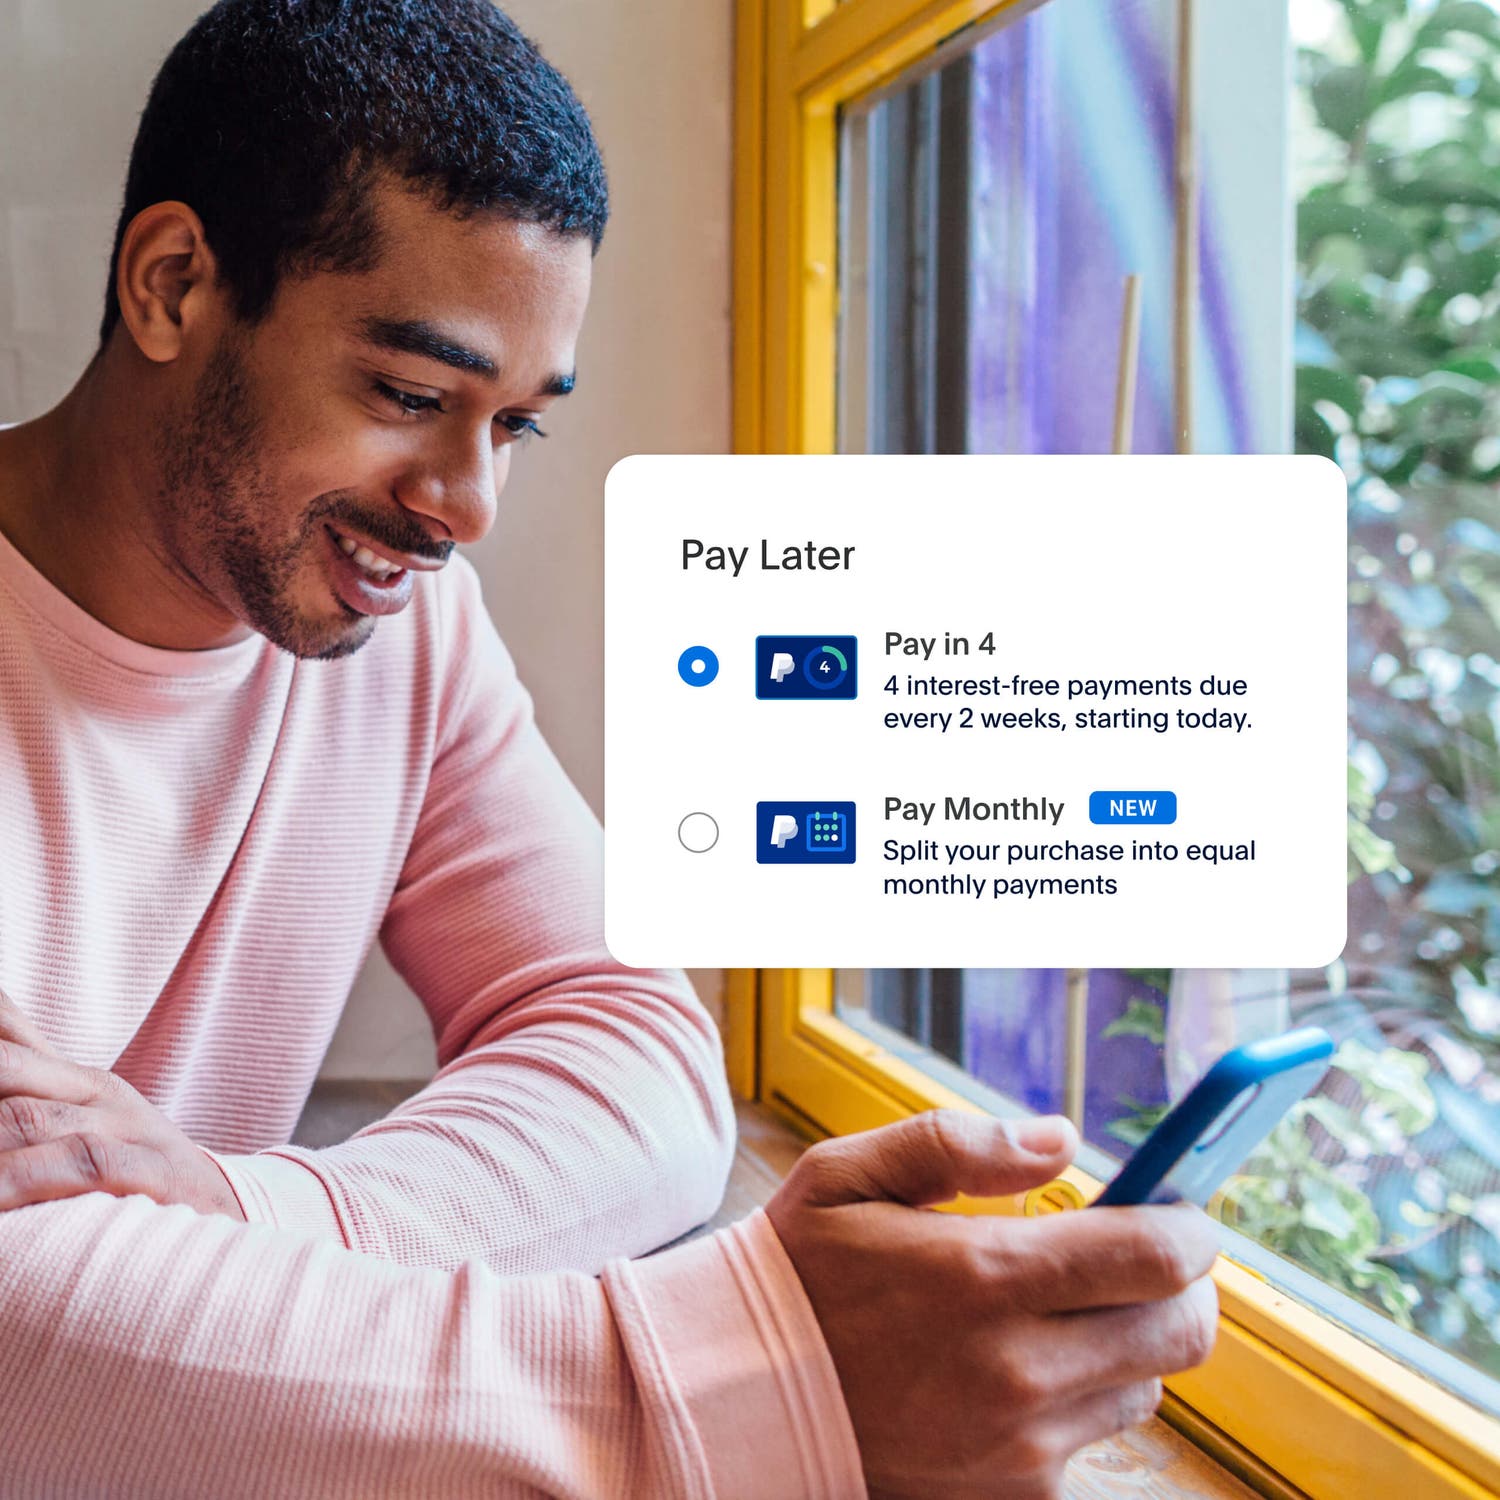 Pay Later
4
Pay in 4
4 interest-free payments due
every 2 weeks, starting today.
Pay Monthly NEW
Split your purchase into equal
monthly payments